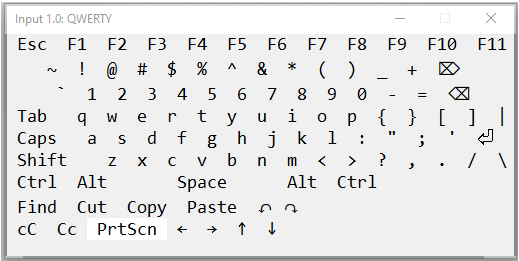 Input 1.0: QWERTY
Esc F1 F2 F3 F4 F5 F6 F7 F8 F9 F10 F11
~ ! @ # $ % ^ & * ( ) _ + ⌦
` 1 2 3 4 5 6 7 8 9 0 - = ⌫
Tab q w e r t y u i o p { } [ ] |
Caps a s d f g h j k l : " ; ' ⏎
Shift z x c v b n m < > ? , . / \
Ctrl Alt Space Alt Ctrl
Find Cut Copy Paste ↶ ↷
cC Cc PrtScn ← → ↑ ↓